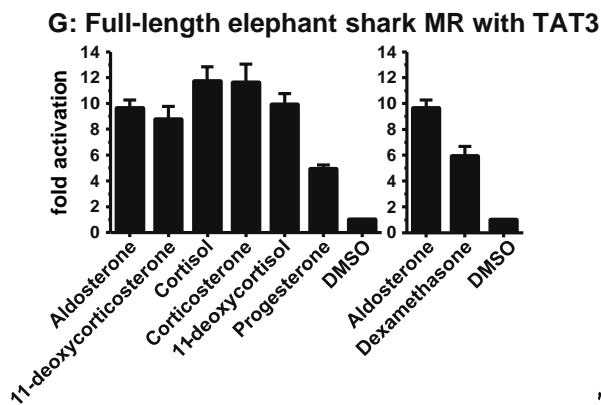 G: Full-length elephant shark MR with TAT3
fold activation
14
12
10
8
6
4
2
0
Aldosterone
11-deoxycorticosterone
Cortisol
Corticosterone
11-deoxycortisol
Progesterone
DMSO
14
12
10
8
6
4
2
0
Aldosterone
Dexamethasone
DMSO